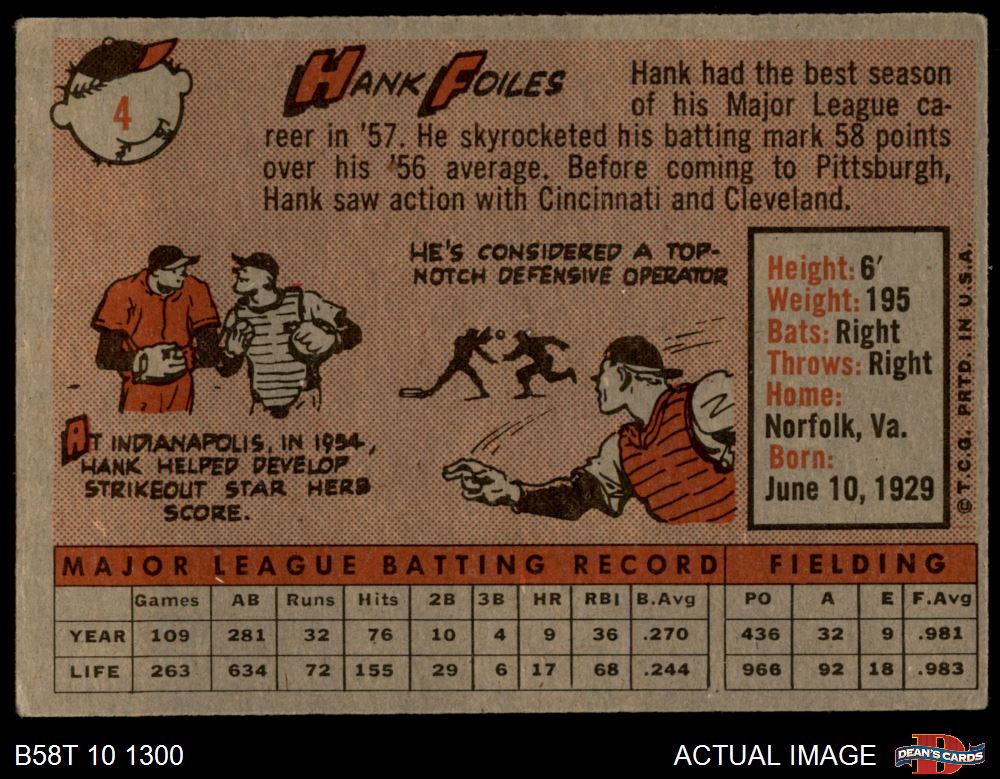 4
HANK FOILES
Hank had the best season
of his Major League ca-
reer in '57. He skyrocketed his batting mark 58 points
over his '56 average. Before coming to Pittsburgh,
Hank saw action with Cincinnati and Cleveland.
HE'S CONSIDERED A TOP-
NOTCH DEFENSIVE OPERATOR
AT INDIANAPOLIS, IN 1954,
HANK HELPED DEVELOP
STRIKEOUT STAR HERB
SCORE.
Height: 6'
Weight: 195
Bats: Right
Throws: Right
Home:
Norfolk, Va.
Born:
June 10, 1929
© T.C.G. PRTD. IN U.S.A.
MAJOR LEAGUE BATTING RECORD FIELDING
Games AB Runs Hits 2B 3B HR RBI B.Avg PO A E F.Avg
YEAR 109 281 32 76 10 4 9 36 .270 436 32 9 .981
LIFE 263 634 72 155 29 6 17 68 .244 966 92 18 .983
B58T 10 1300
ACTUAL IMAGE
DEAN'S CARDS